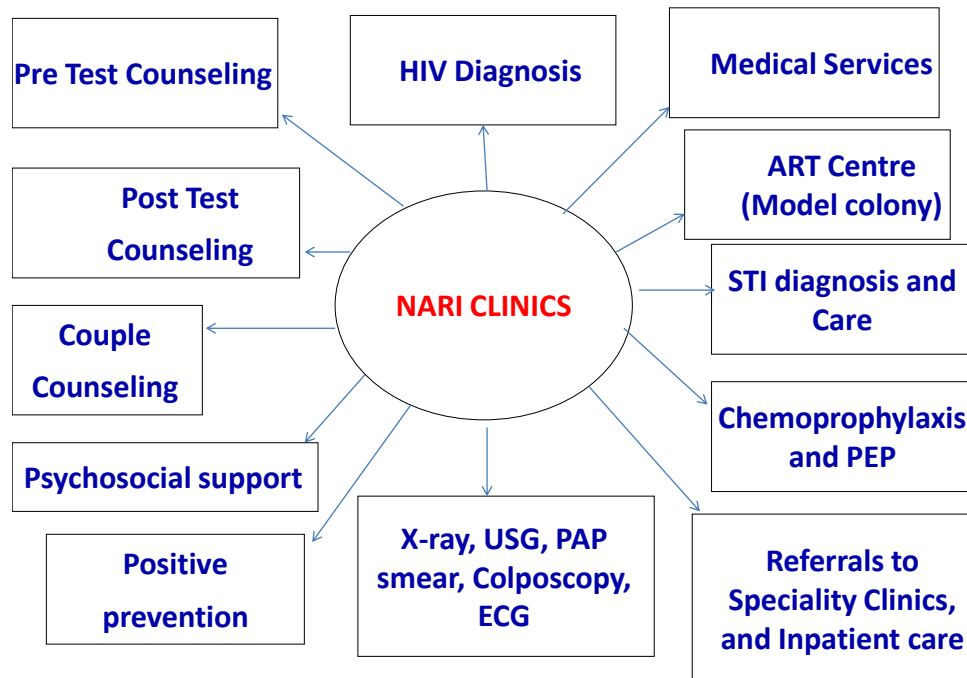 Pre Test Counseling
HIV Diagnosis
Medical Services
Post Test
Counseling
ART Centre
(Model colony)
NARI CLINICS
STI diagnosis and
Care
Couple
Counseling
Chemoprophylaxis
and PEP
Psychosocial support
Positive
prevention
X-ray, USG, PAP
smear, Colposcopy,
ECG
Referrals to
Speciality Clinics,
and Inpatient care